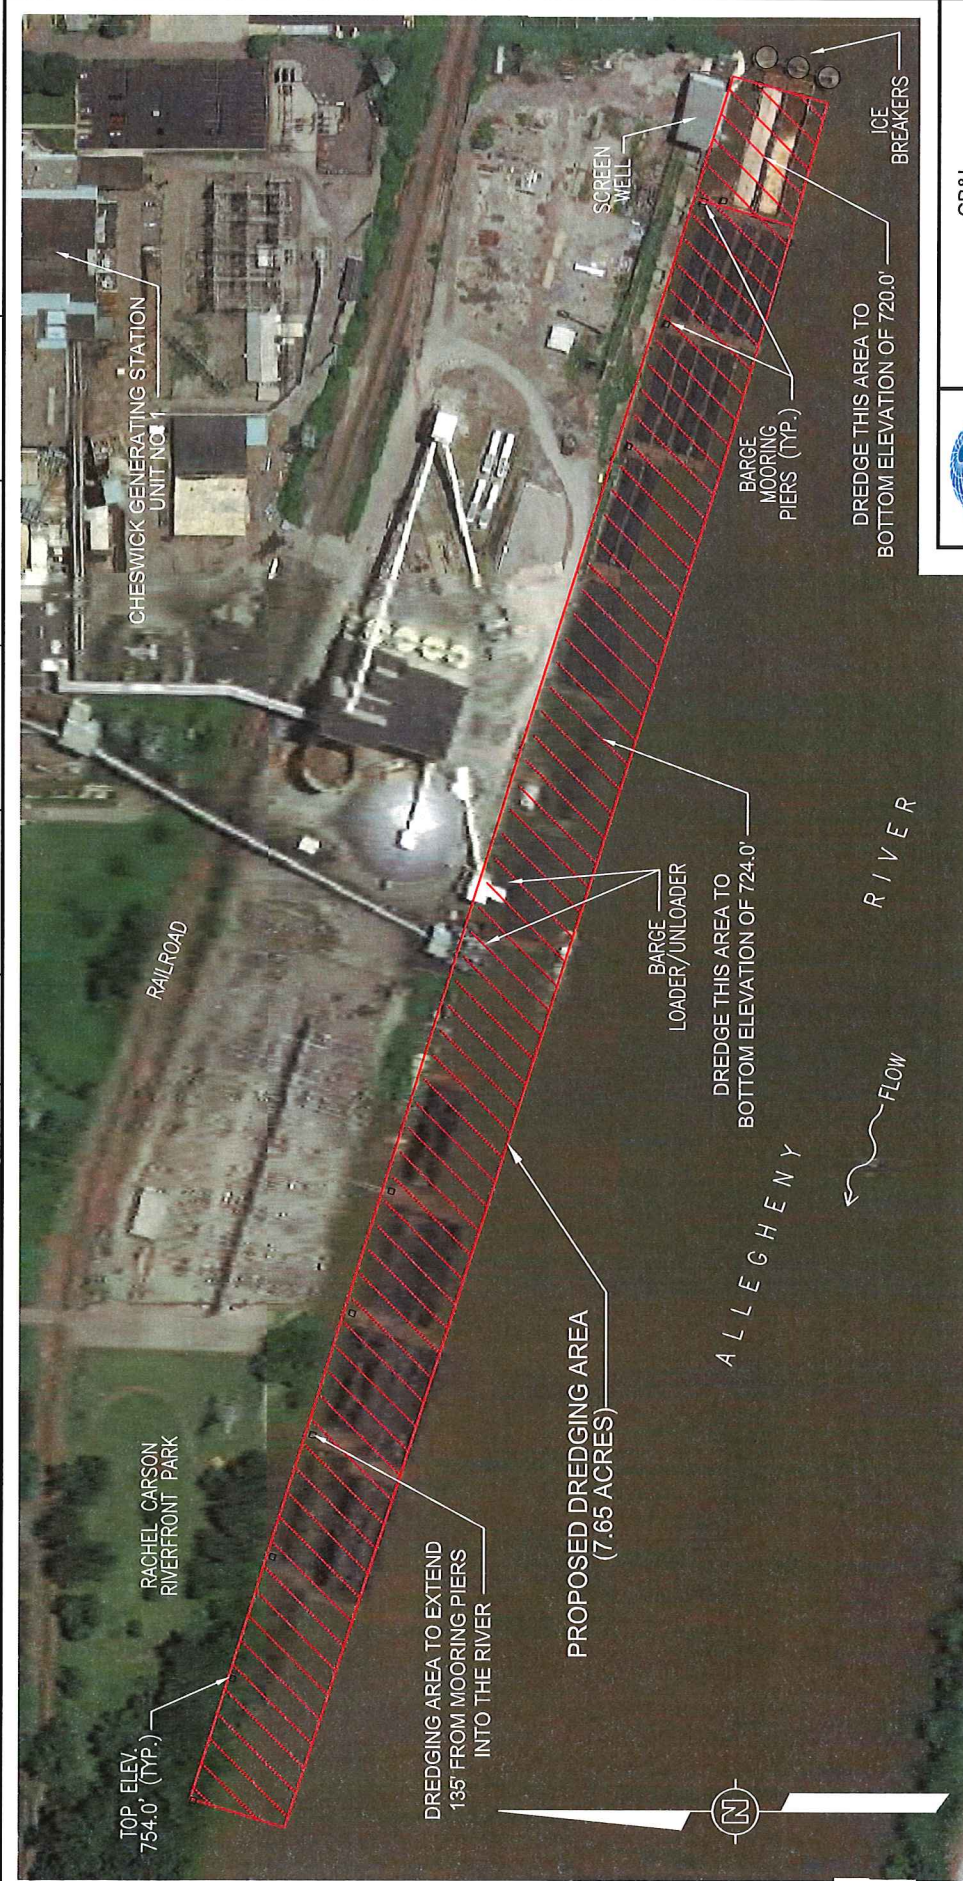 CHESWICK GENERATING STATION
UNIT NO. 1
SCREEN
WELL
ICE
BREAKERS
RAILROAD
BARGE
MOORING
PIERS (TYP.)
DREDGE THIS AREA TO
BOTTOM ELEVATION OF 720.0'
RACHEL CARSON
RIVERFRONT PARK
BARGE
LOADER/UNLOADER
DREDGE THIS AREA TO
BOTTOM ELEVATION OF 724.0'
TOP ELEV.
754.0' (TYP.)
DREDGING AREA TO EXTEND
135' FROM MOORING PIERS
INTO THE RIVER
PROPOSED DREDGING AREA
(7.65 ACRES)
ALLEGHENY RIVER
FLOW
N